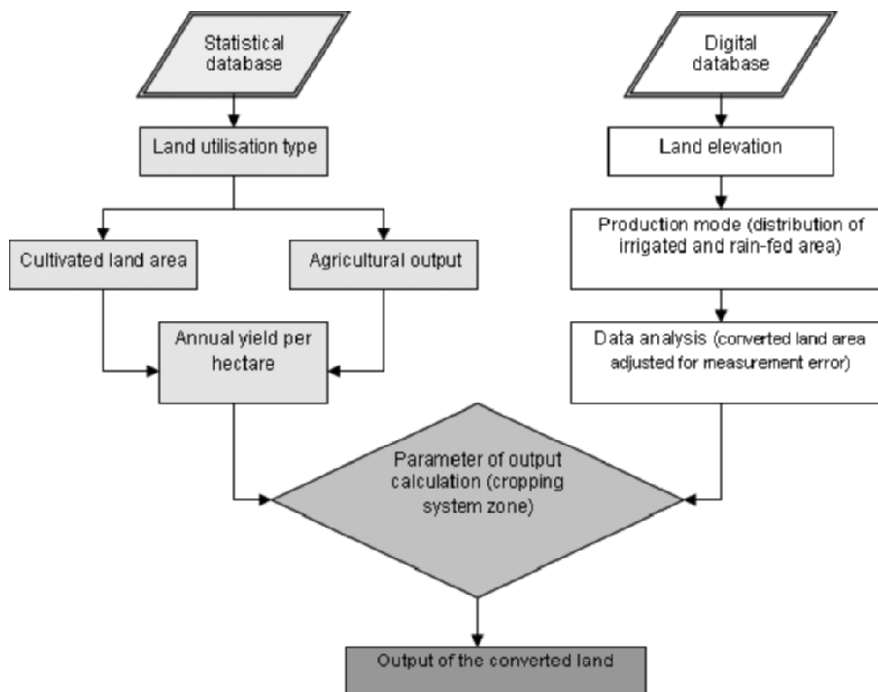 Statistical
database
Digital
database
Land utilisation type
Land elevation
Cultivated land area
Agricultural output
Production mode (distribution of
irrigated and rain-fed area)
Annual yield per
hectare
Data analysis (converted land area
adjusted for measurement error)
Parameter of output
calculation (cropping
system zone)
Output of the converted land